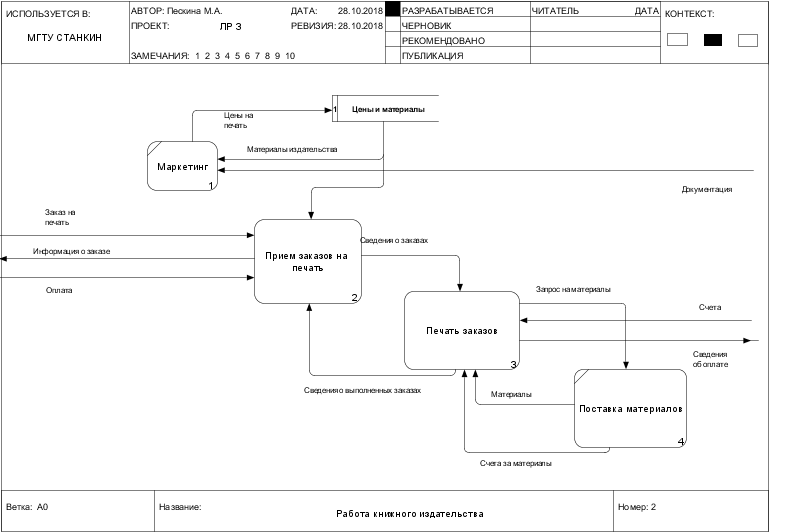 ИСПОЛЬЗУЕТСЯ В:
МГТУ СТАНКИН
АВТОР: Пескина М.А.
ДАТА: 28.10.2018
ПРОЕКТ: ЛР 3
РЕВИЗИЯ: 28.10.2018
ЗАМЕЧАНИЯ: 1 2 3 4 5 6 7 8 9 10
РАЗРАБАТЫВАЕТСЯ
ЧЕРНОВИК
РЕКОМЕНДОВАНО
ПУБЛИКАЦИЯ
ЧИТАТЕЛЬ ДАТА
КОНТЕКСТ:
Цены на
печать
1 Цены и материалы
Материалы издательства
Маркетинг
1
Документация
Заказ на
печать
Информация о заказе
Оплата
Прием заказов на
печать
2
Сведения о заказах
Запрос на материалы
Счета
Печать заказов
3
Сведения
об оплате
Сведения о выполненных заказах
Материалы
Поставка материалов
4
Счета за материалы
Ветка: A0
Название:
Работа книжного издательства
Номер: 2